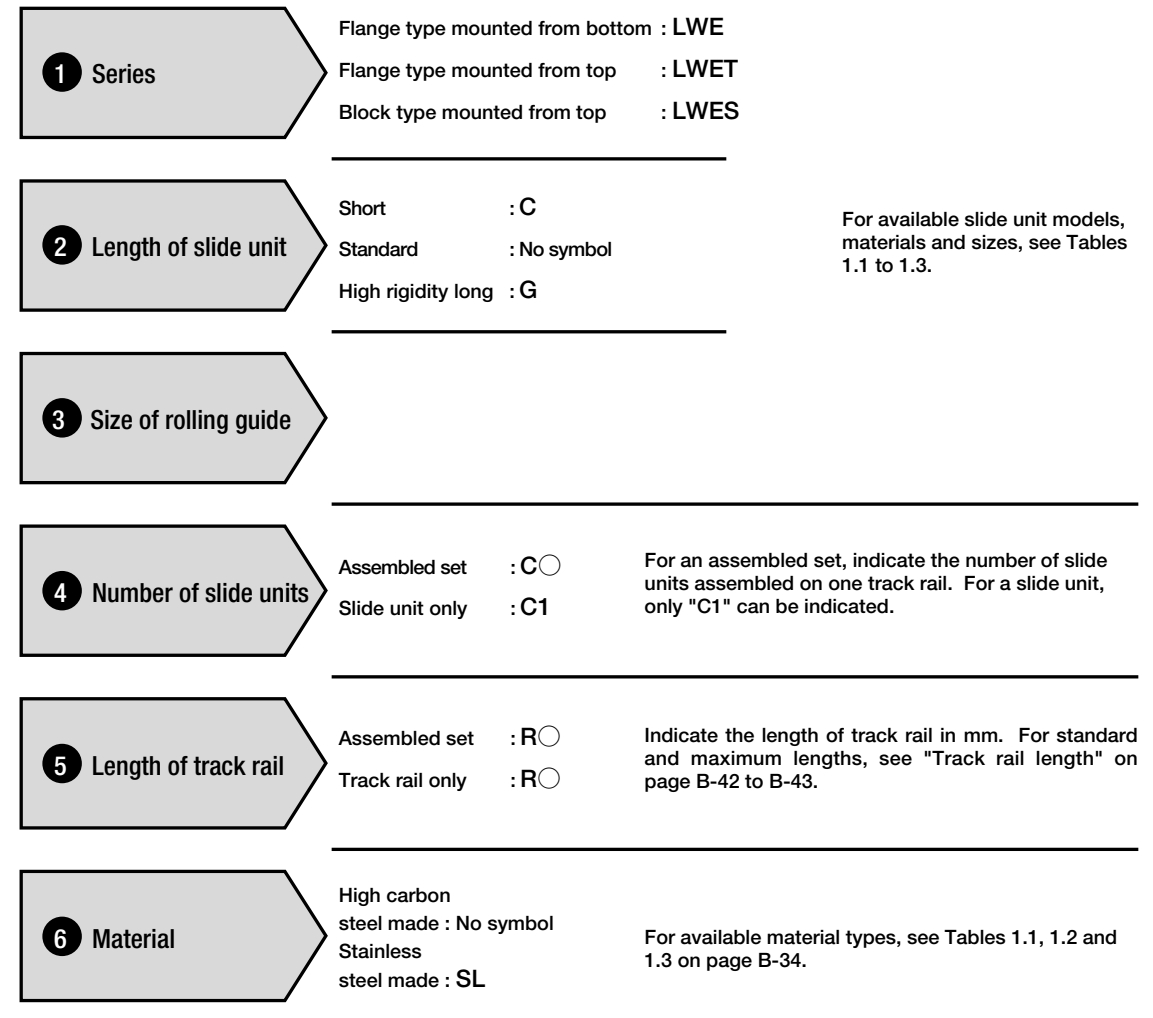 1 Series
Flange type mounted from bottom : LWE
Flange type mounted from top : LWET
Block type mounted from top : LWES
2 Length of slide unit
Short : C
Standard : No symbol
High rigidity long : G
For available slide unit models,
materials and sizes, see Tables
1.1 to 1.3.
3 Size of rolling guide
4 Number of slide units
Assembled set : C○
Slide unit only : C1
For an assembled set, indicate the number of slide
units assembled on one track rail. For a slide unit,
only "C1" can be indicated.
5 Length of track rail
Assembled set : R○
Track rail only : R○
Indicate the length of track rail in mm. For standard
and maximum lengths, see "Track rail length" on
page B-42 to B-43.
6 Material
High carbon
steel made : No symbol
Stainless
steel made : SL
For available material types, see Tables 1.1, 1.2 and
1.3 on page B-34.